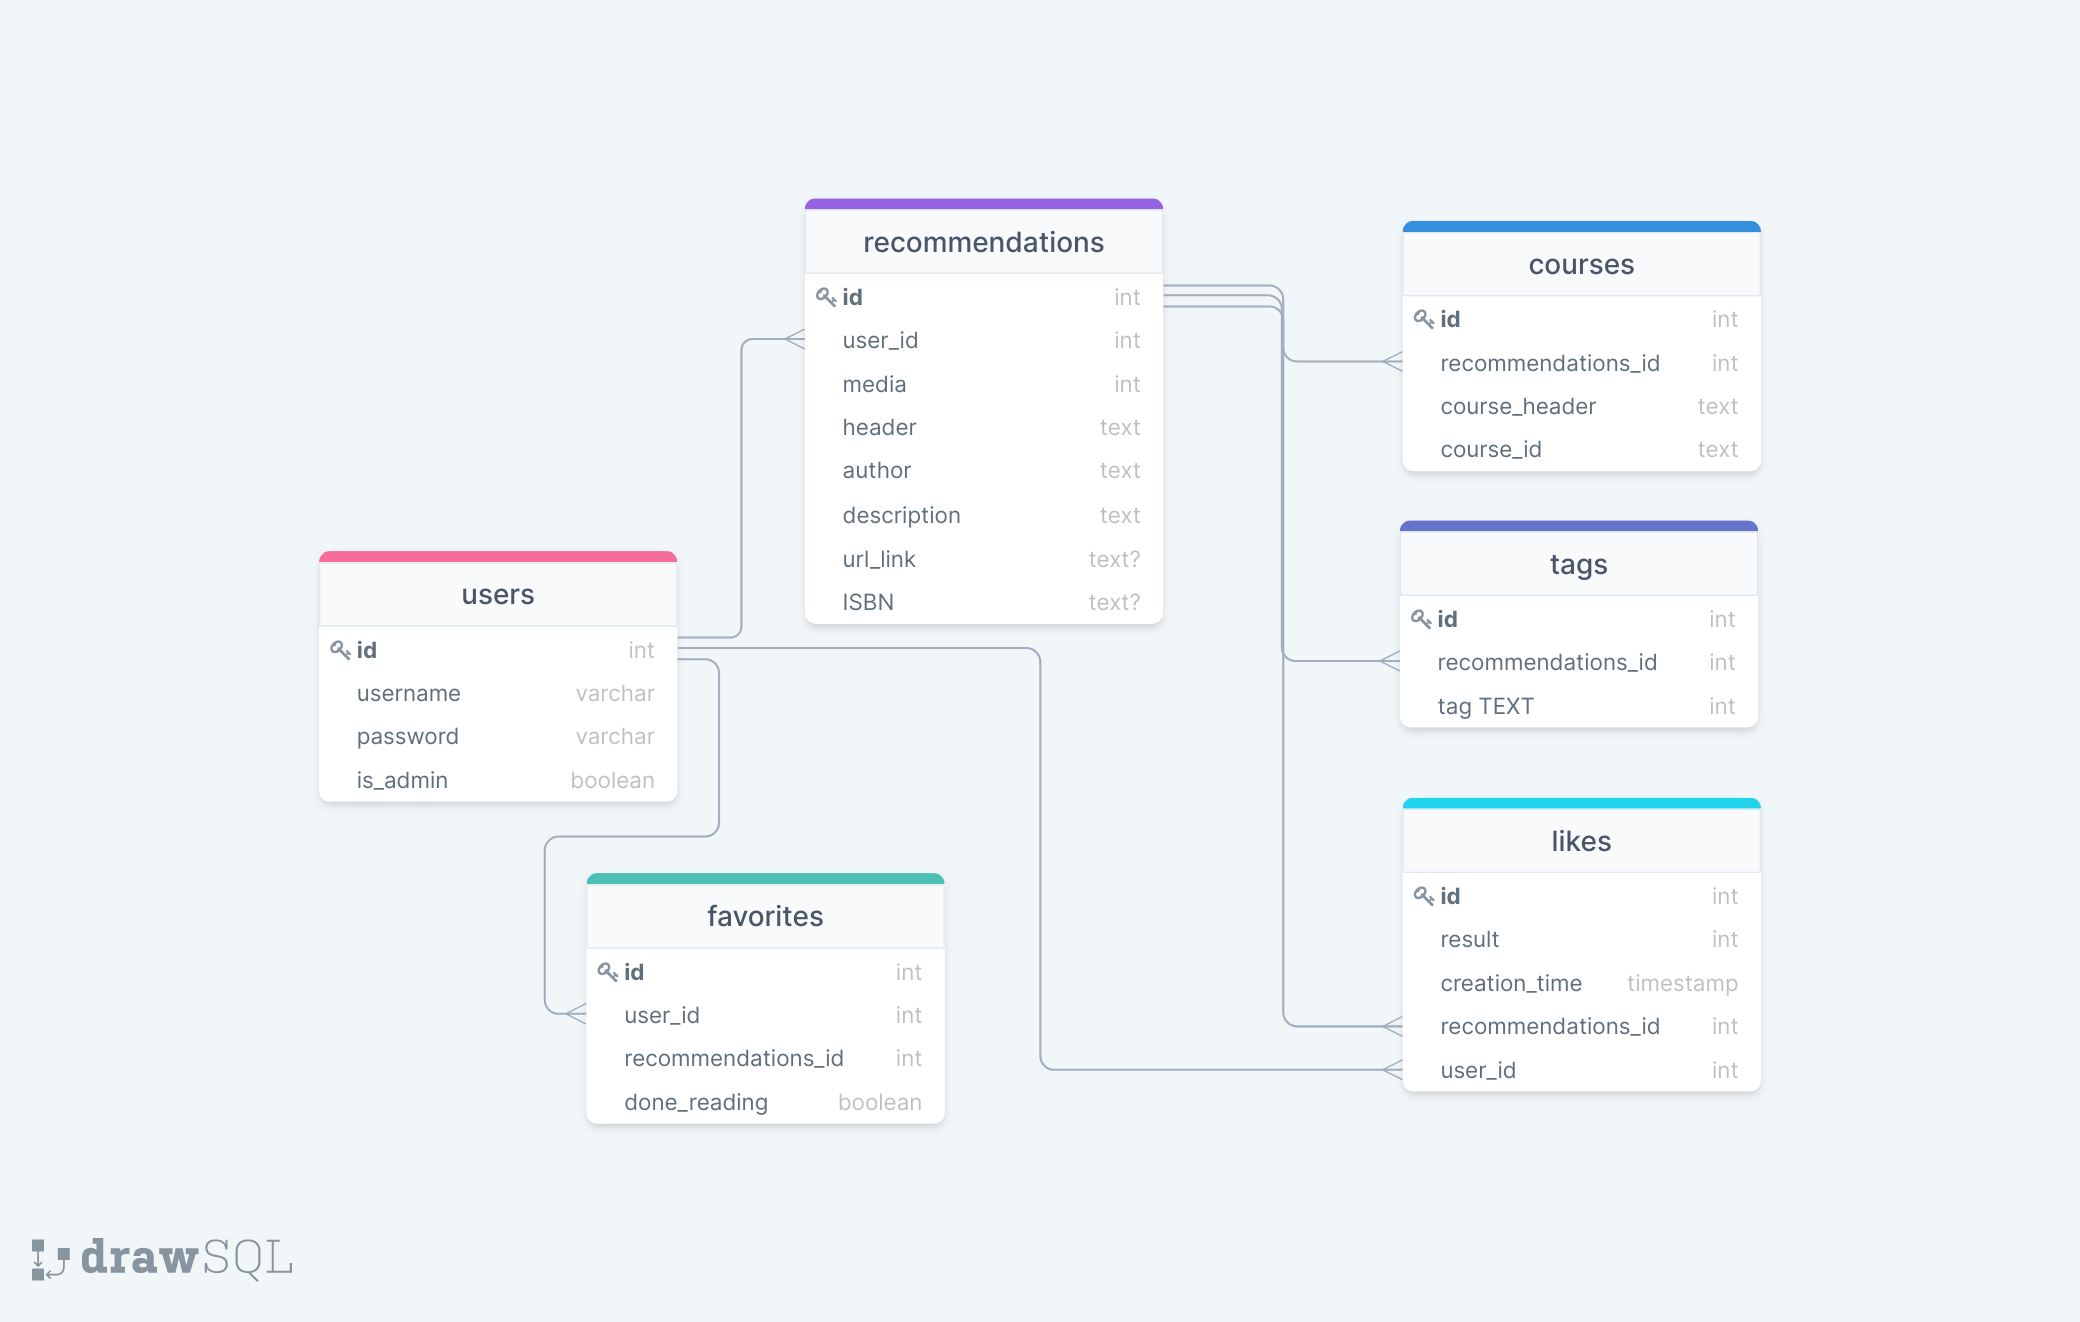 recommendations
id int
user_id int
media int
header text
author text
description text
url_link text?
ISBN text?
courses
id int
recommendations_id int
course_header text
course_id text
tags
id int
recommendations_id int
tag TEXT int
users
id int
username varchar
password varchar
is_admin boolean
likes
id int
result int
creation_time timestamp
recommendations_id int
user_id int
favorites
id int
user_id int
recommendations_id int
done_reading boolean
drawSQL